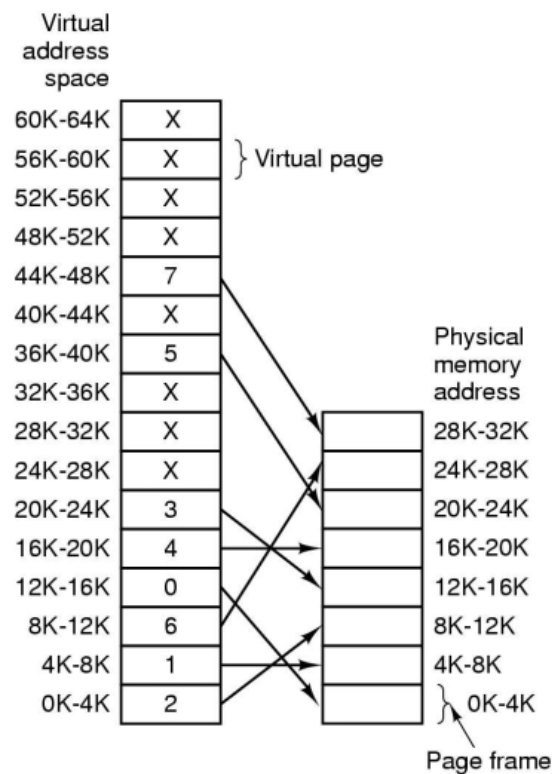 Virtual
address
space
60K-64K X
56K-60K X Virtual page
52K-56K X
48K-52K X
44K-48K 7
40K-44K X
36K-40K 5
Physical
memory
address
32K-36K X
28K-32K X 28K-32K
24K-28K X 24K-28K
20K-24K 3 20K-24K
16K-20K 4 16K-20K
12K-16K 0 12K-16K
8K-12K 6 8K-12K
4K-8K 1 4K-8K
0K-4K 2 0K-4K
Page frame